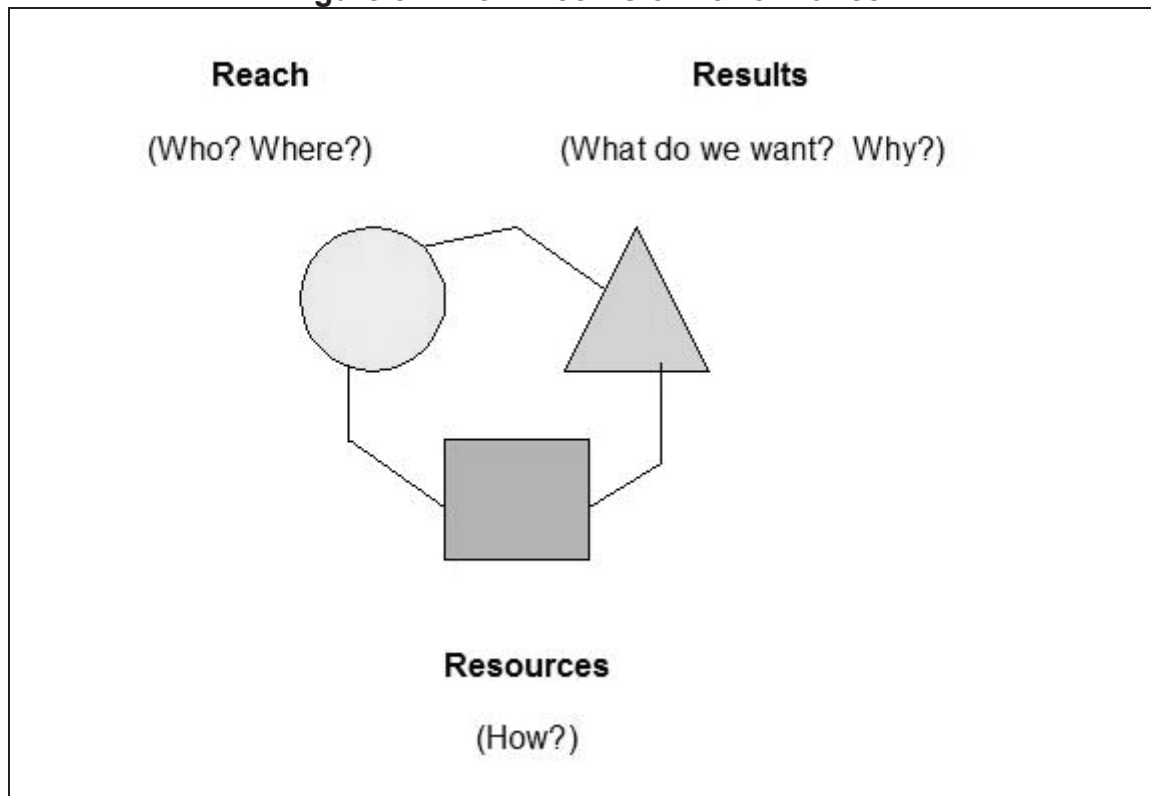 Reach
Results
(Who? Where?)
(What do we want?  Why?)
Resources
(How?)